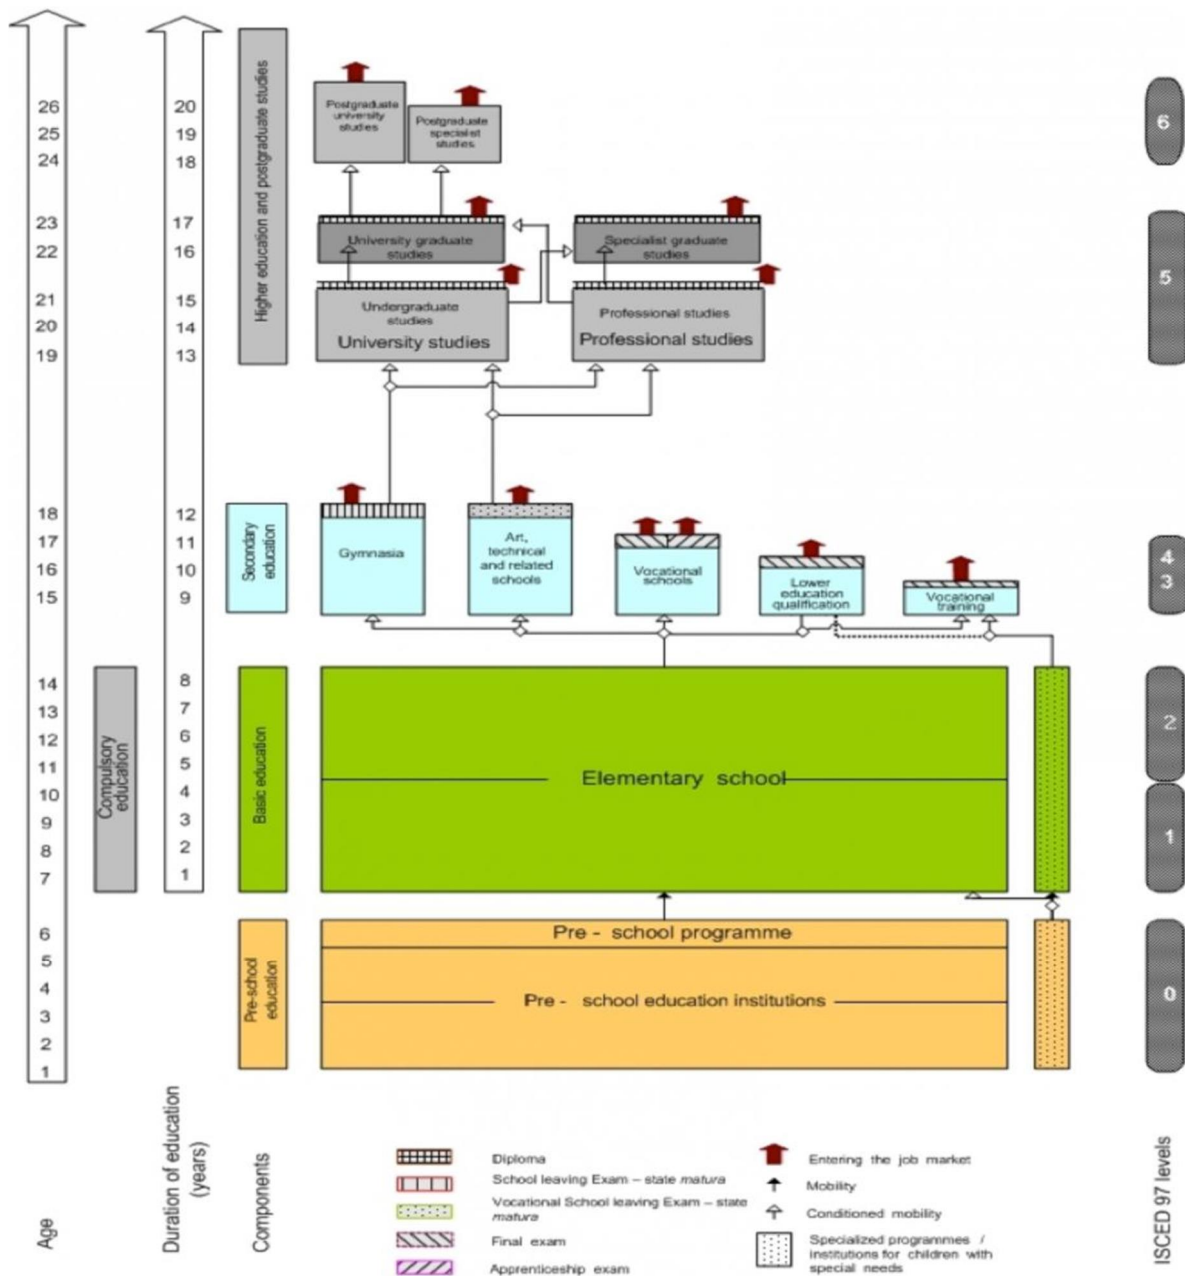 26
25
24
23
22
21
20
19
18
17
16
15
14
13
12
11
10
9
8
7
6
5
4
3
2
1
Age
Compulsory
education
20
19
18
17
16
15
14
13
12
11
10
9
8
7
6
5
4
3
2
1
Duration of education
(years)
Higher education and postgraduate studies
Secondary
education
Basic education
Pre-school
education
Components
Postgraduate
university
studies
Postgraduate
specialist
studies
University graduate
studies
Specialist graduate
studies
Undergraduate
studies
University studies
Professional studies
Professional studies
Gymnasia
Art,
technical
and related
schools
Vocational
schools
Lower
education
qualification
Vocational
training
Elementary school
Pre - school programme
Pre - school education institutions
6
5
4
3
2
1
0
ISCED 97 levels
Diploma
School leaving Exam – state matura
Vocational School leaving Exam – state
matura
Final exam
Apprenticeship exam
Entering the job market
Mobility
Conditioned mobility
Specialized programmes /
institutions for children with
special needs